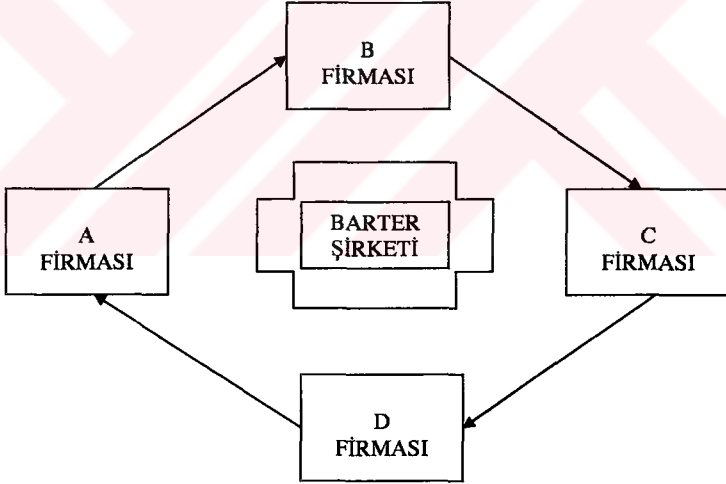 B
FİRMASI
A
FİRMASI
BARTER
ŞİRKETİ
C
FİRMASI
D
FİRMASI